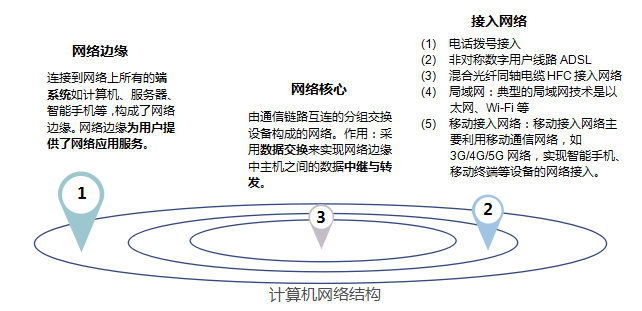 网络边缘
连接到网络上所有的端
系统如计算机、服务器、
智能手机等，构成了网络
边缘。网络边缘为用户提
供了网络应用服务。
1
网络核心
由通信链路互连的分组交换
设备构成的网络。作用：采
用数据交换来实现网络边缘
中主机之间的数据中继与转
发。
3
接入网络
(1) 电话拨号接入
(2) 非对称数字用户线路 ADSL
(3) 混合光纤同轴电缆 HFC 接入网络
(4) 局域网：典型的局域网技术是以
太网、Wi-Fi 等
(5) 移动接入网络：移动接入网络主
要利用移动通信网络，如
3G/4G/5G 网络，实现智能手机、
移动终端等设备的网络接入。
2
计算机网络结构